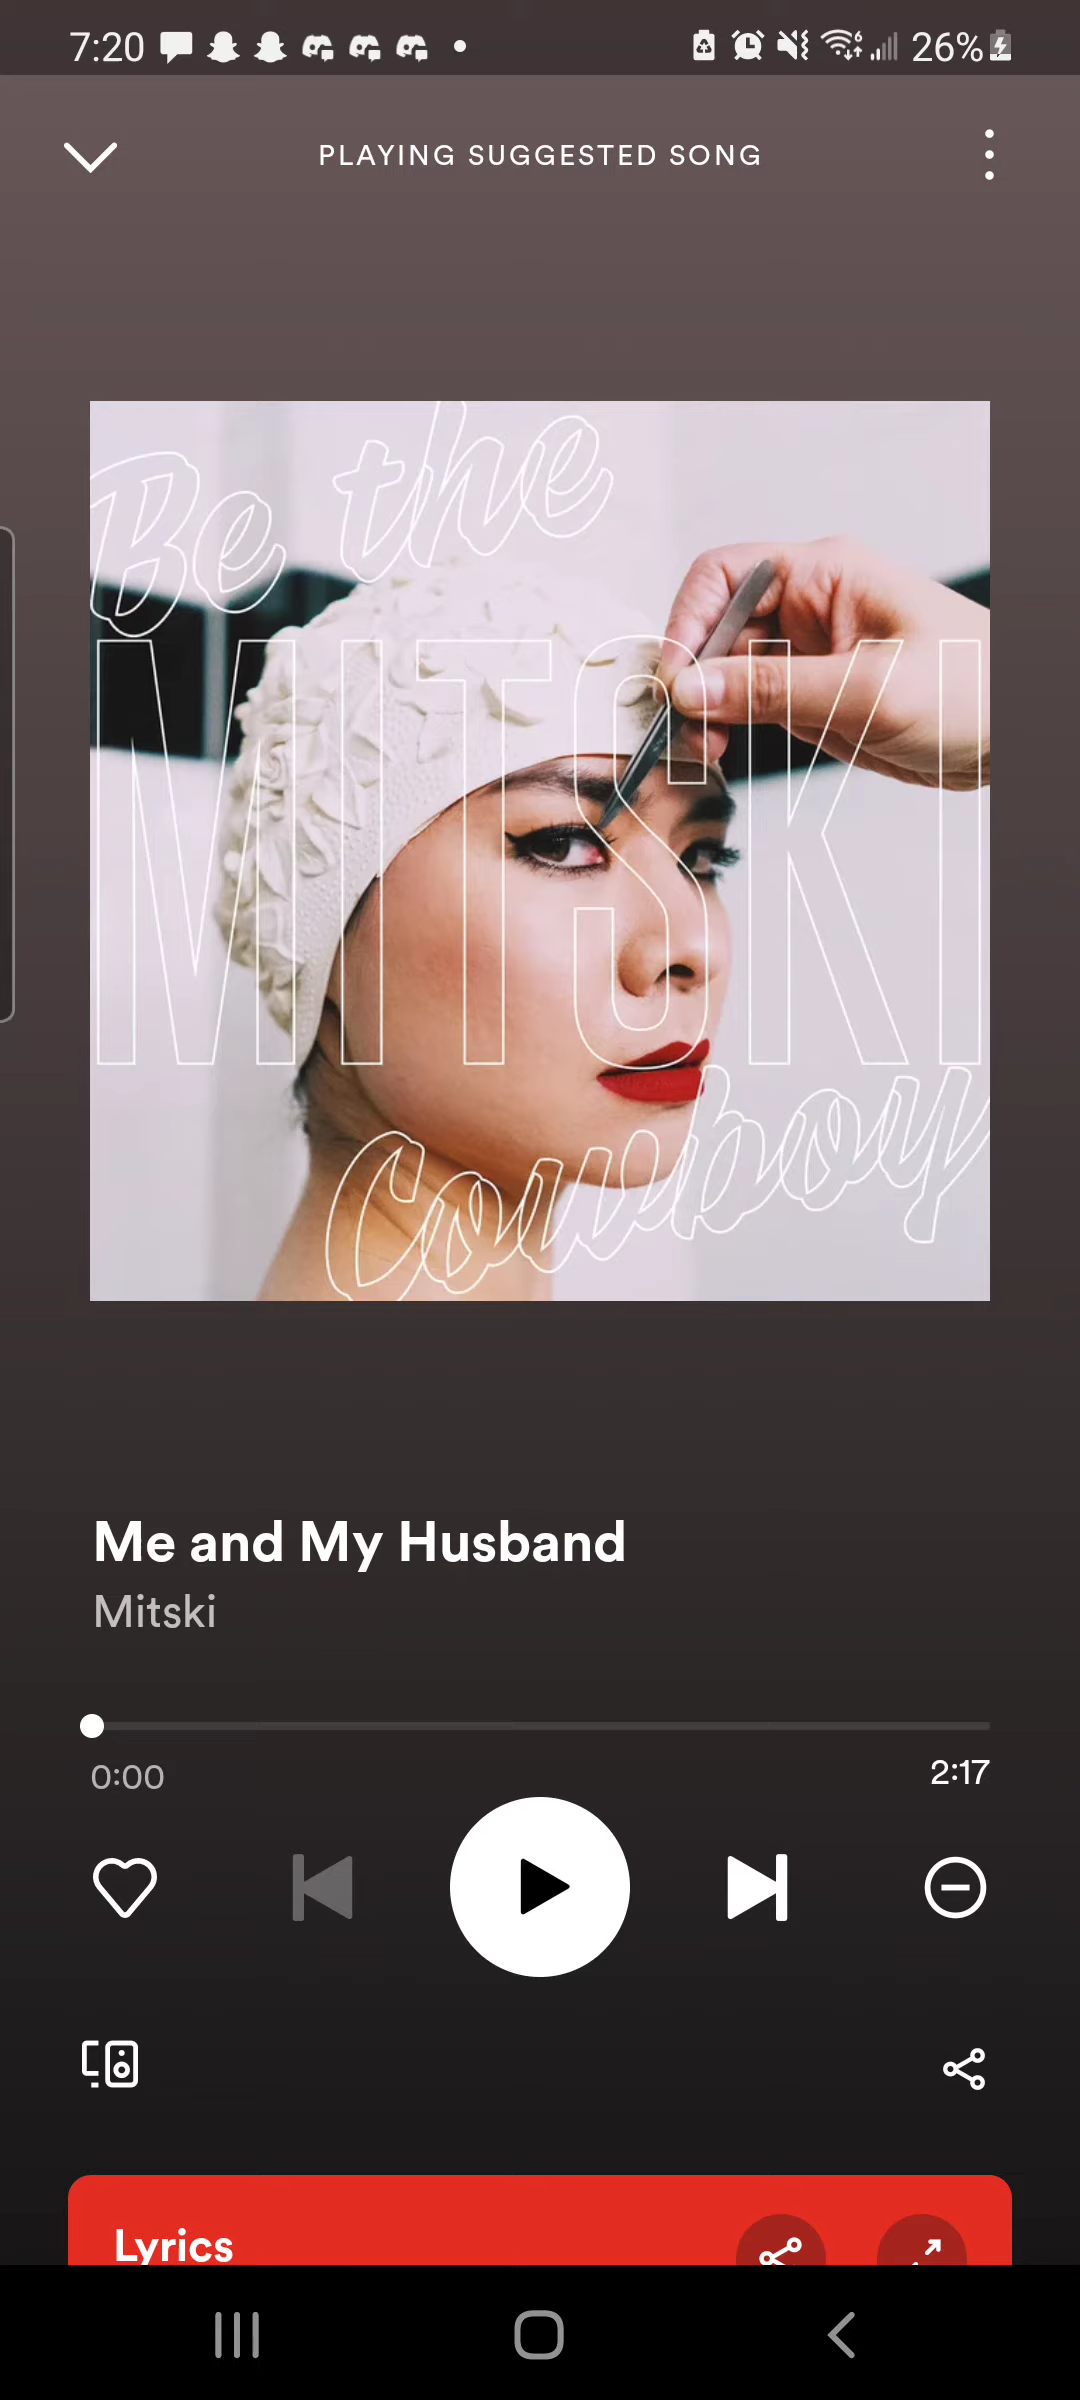 7:20 26%
PLAYING SUGGESTED SONG
Be the
MITSKI
Cowboy
Me and My Husband
Mitski
0:00 2:17
Lyrics